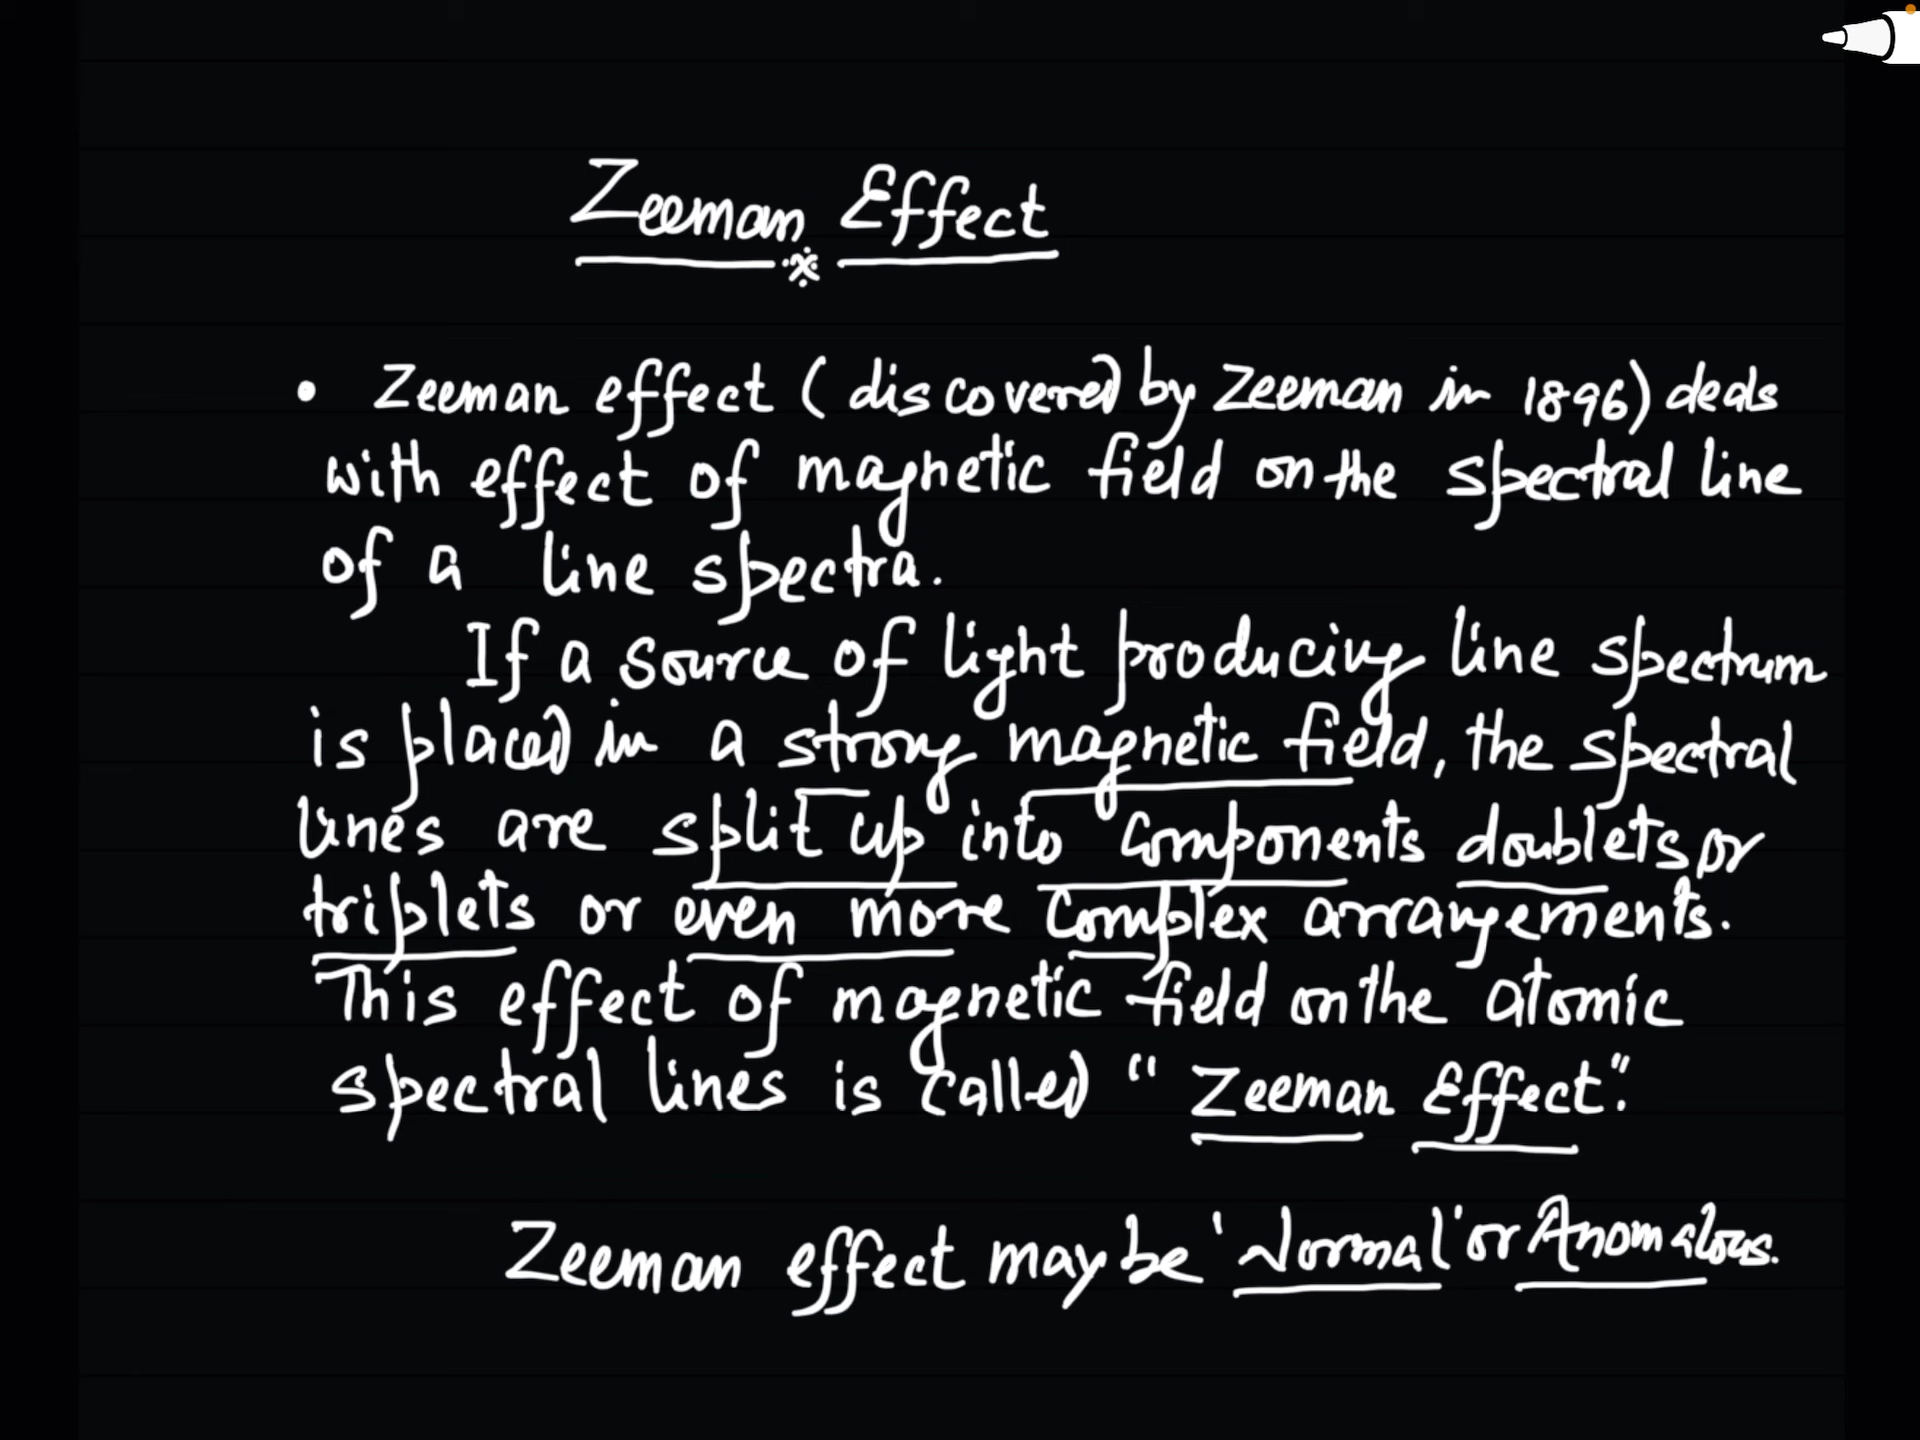 Zeeman Effect
• Zeeman effect (discovered by Zeeman in 1896) deals
with effect of magnetic field on the spectral line
of a line spectra.
If a source of light producing line spectrum
is placed in a strong magnetic field, the spectral
lines are split up into components doublets or
triplets or even more complex arrangements.
This effect of magnetic field on the atomic
spectral lines is called "Zeeman Effect".
Zeeman effect may be 'Normal' or Anomalous.